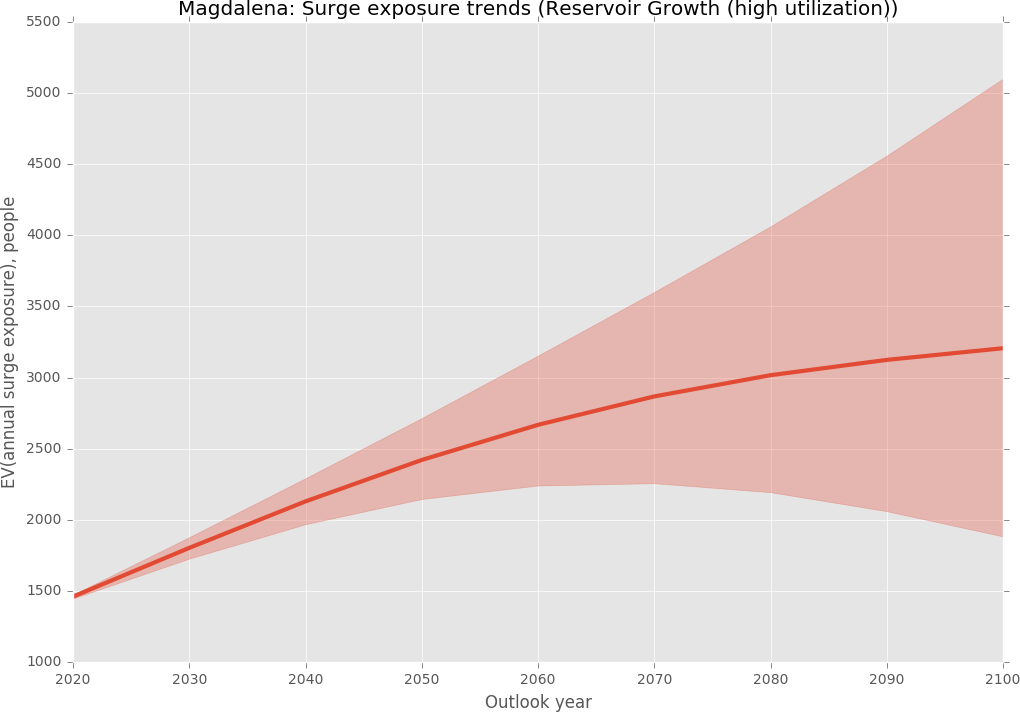 Magdalena: Surge exposure trends (Reservoir Growth (high utilization))
EV(annual surge exposure), people
5500
5000
4500
4000
3500
3000
2500
2000
1500
1000
2020 2030 2040 2050 2060 2070 2080 2090 2100
Outlook year